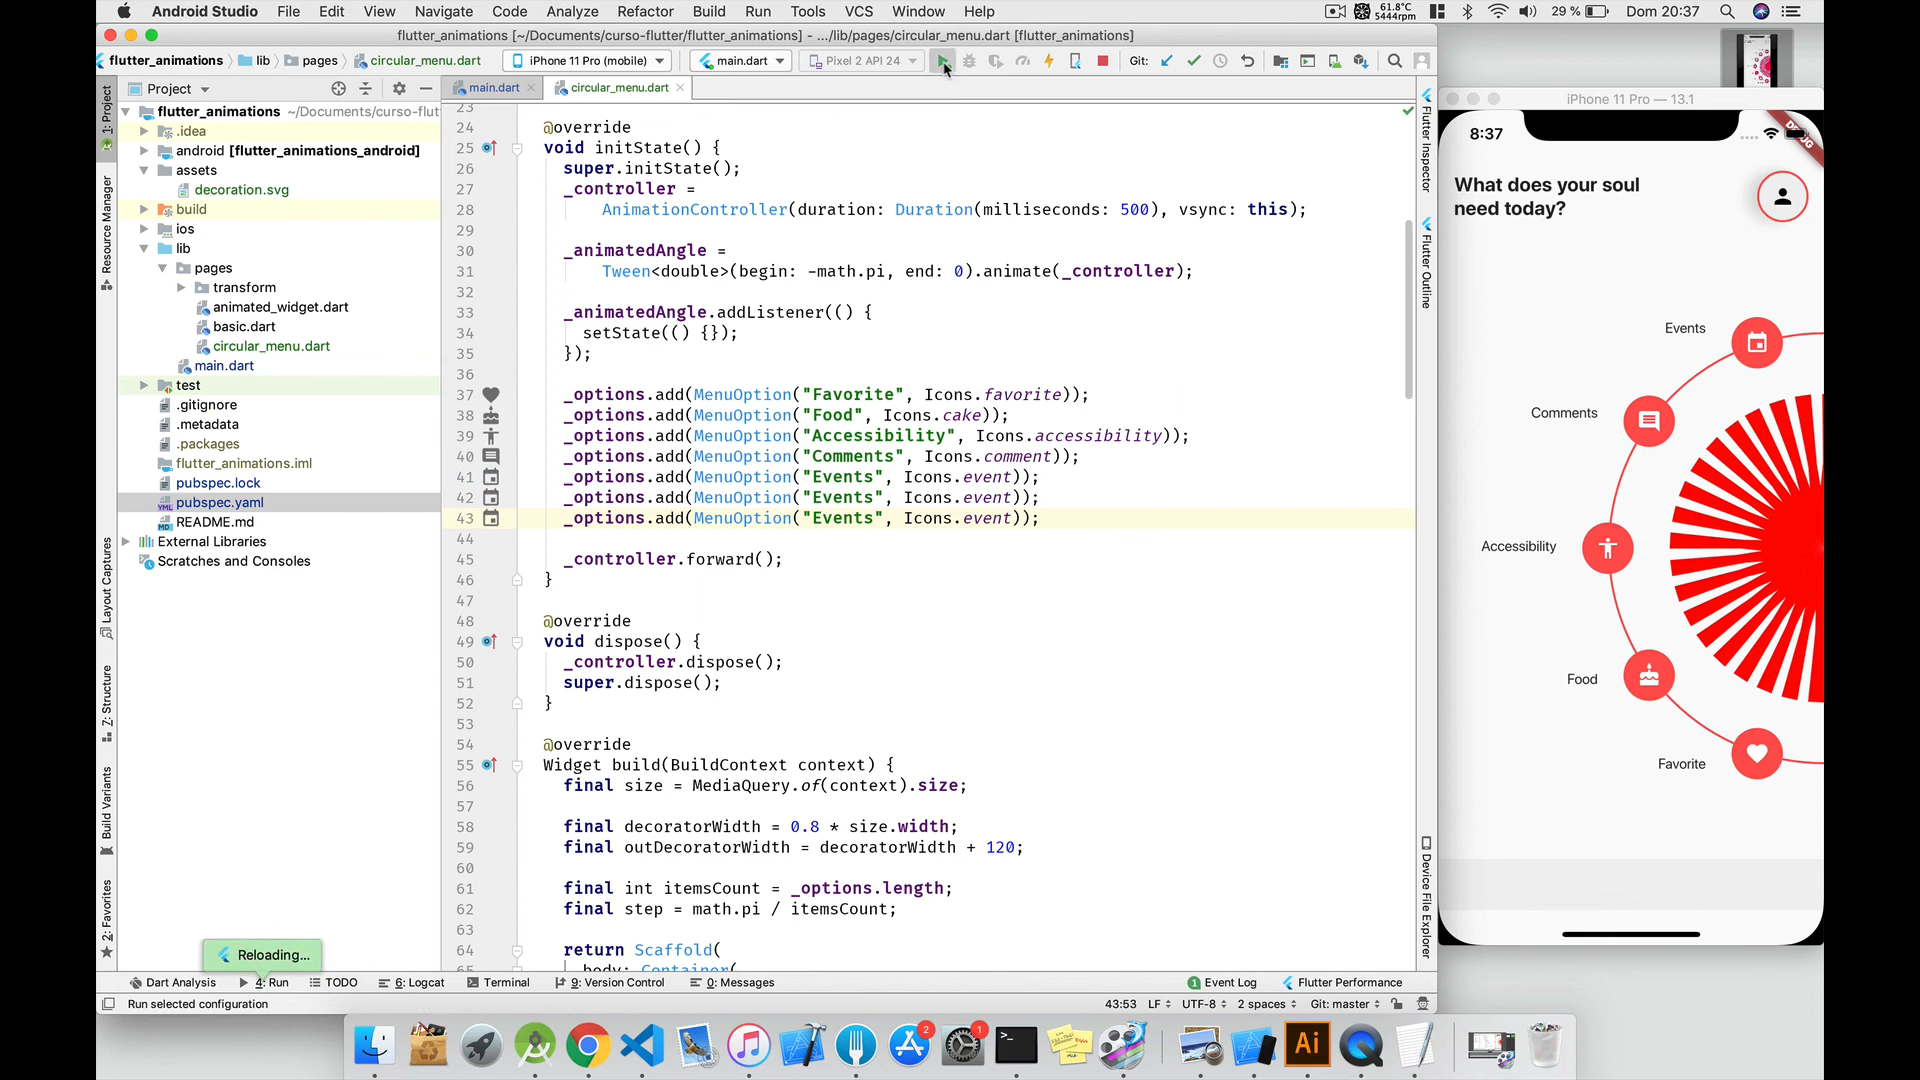 Android Studio File Edit View Navigate Code Analyze Refactor Build Run Tools VCS Window Help
61.8°C
5444rpm
29 % Dom 20:37
flutter_animations [~/Documents/curso-flutter/flutter_animations] - .../lib/pages/circular_menu.dart [flutter_animations]
flutter_animations lib pages circular_menu.dart iPhone 11 Pro (mobile) main.dart Pixel 2 API 24 Git:
Project
main.dart circular_menu.dart
1: Project
Resource Manager
Layout Captures
Z: Structure
Build Variants
2: Favorites
flutter_animations ~/Documents/curso-flut
.idea
android [flutter_animations_android]
assets
decoration.svg
build
ios
lib
pages
transform
animated_widget.dart
basic.dart
circular_menu.dart
main.dart
test
.gitignore
.metadata
.packages
flutter_animations.iml
pubspec.lock
pubspec.yaml
README.md
External Libraries
Scratches and Consoles
Reloading...
23
24 @override
25 void initState() {
26 super.initState();
27 _controller =
28 AnimationController(duration: Duration(milliseconds: 500), vsync: this);
29
30 _animatedAngle =
31 Tween<double>(begin: -math.pi, end: 0).animate(_controller);
32
33 _animatedAngle.addListener(() {
34 setState(() {});
35 });
36
37 _options.add(MenuOption("Favorite", Icons.favorite));
38 _options.add(MenuOption("Food", Icons.cake));
39 _options.add(MenuOption("Accessibility", Icons.accessibility));
40 _options.add(MenuOption("Comments", Icons.comment));
41 _options.add(MenuOption("Events", Icons.event));
42 _options.add(MenuOption("Events", Icons.event));
43 _options.add(MenuOption("Events", Icons.event));
44
45 _controller.forward();
46 }
47
48 @override
49 void dispose() {
50 _controller.dispose();
51 super.dispose();
52 }
53
54 @override
55 Widget build(BuildContext context) {
56 final size = MediaQuery.of(context).size;
57
58 final decoratorWidth = 0.8 * size.width;
59 final outDecoratorWidth = decoratorWidth + 120;
60
61 final int itemsCount = _options.length;
62 final step = math.pi / itemsCount;
63
64 return Scaffold(
65 body: Container(
Flutter Inspector
Flutter Outline
Device File Explorer
iPhone 11 Pro — 13.1
8:37
DEBUG
What does your soul
need today?
Events
Comments
Accessibility
Food
Favorite
Dart Analysis 4: Run TODO 6: Logcat Terminal 9: Version Control 0: Messages 1 Event Log Flutter Performance
Run selected configuration 43:53 LF UTF-8 2 spaces Git: master
2
1
Ai